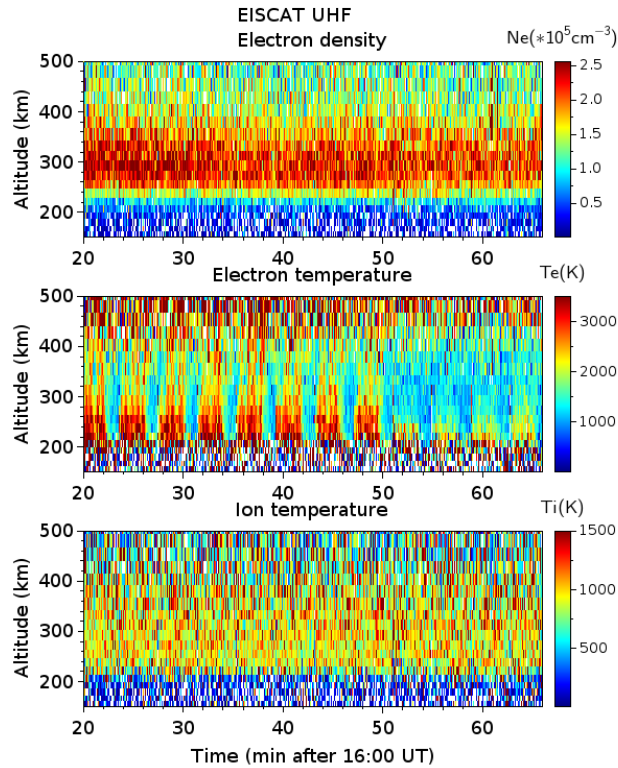 EISCAT UHF
Electron density
Ne(*10⁵cm⁻³)
Altitude (km)
500
400
300
200
20 30 40 50 60
2.5
2.0
1.5
1.0
0.5
Electron temperature
Te(K)
Altitude (km)
500
400
300
200
20 30 40 50 60
3000
2000
1000
Ion temperature
Ti(K)
Altitude (km)
500
400
300
200
20 30 40 50 60
1500
1000
500
Time (min after 16:00 UT)